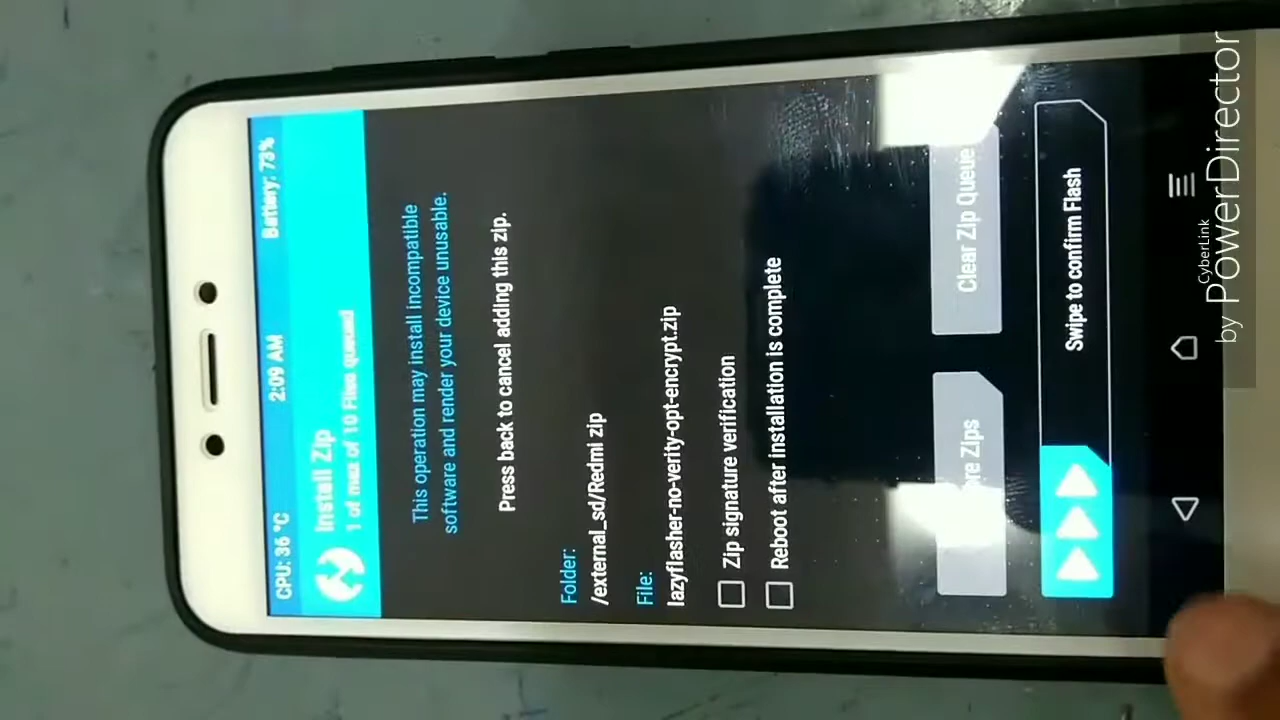 CPU: 36 °C 2:09 AM Battery: 73%
Install Zip
1 of max of 10 Files queued
This operation may install incompatible
software and render your device unusable.
Press back to cancel adding this zip.
Folder:
/external_sd/Redmi zip
File:
lazyflasher-no-verity-opt-encrypt.zip
Zip signature verification
Reboot after installation is complete
Zips Clear Zip Queue
Swipe to confirm Flash
CyberLink
by PowerDirector